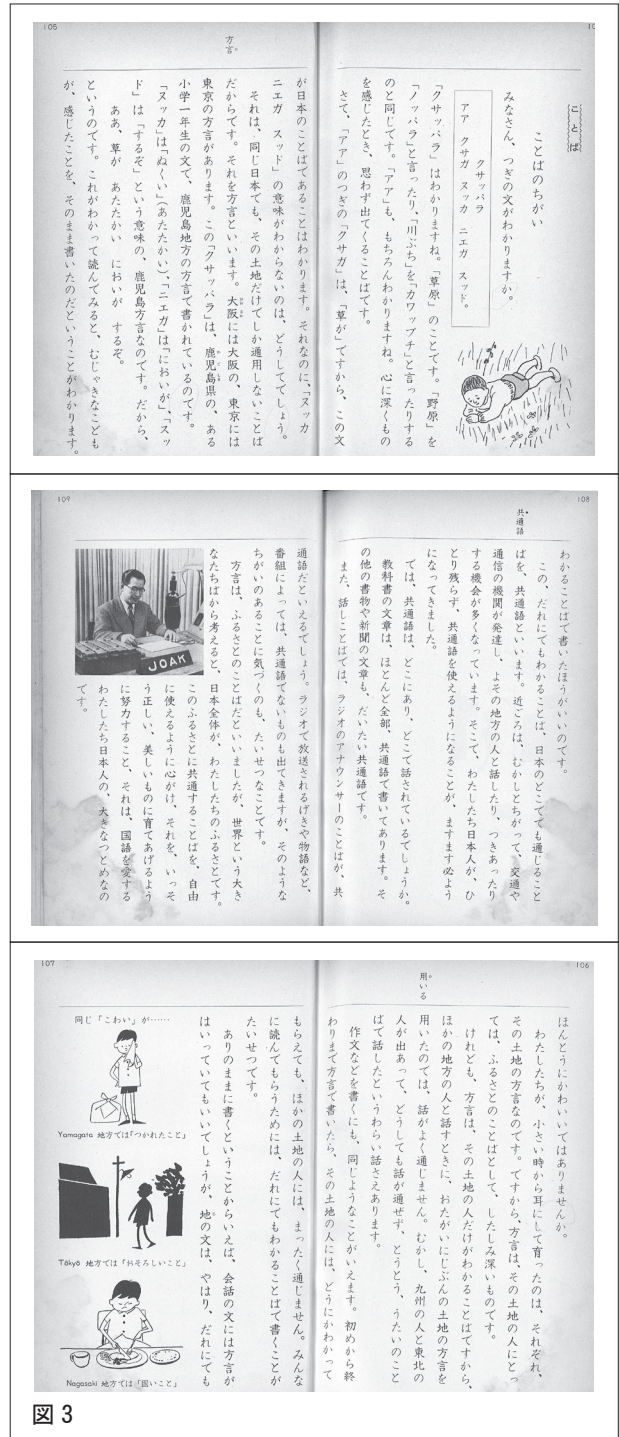 ことば
ことばのちがい
みなさん、つぎの文がわかりますか。
クサッパラ
アア クサガ ヌッカ ニエガ スッド。
「クサッパラ」はわかりますね。「草原」のことです。「野原」を
「ノッパラ」と言ったり、「川ぶち」を「カワップチ」と言ったりする
のと同じです。「アア」も、もちろんわかりますね。心に深くもの
を感じたとき、思わず出てくることばです。
さて、「アア」のつぎの「クサガ」は、「草が」ですから、この文
105
方言。
が日本のことばであることはわかります。それなのに、「ヌッカ
ニエガ スッド」の意味がわからないのは、どうしてでしょう。
それは、同じ日本でも、その土地だけでしか通用しないことば
だからです。それを方言といいます。大阪には大阪の、東京には
東京の方言があります。この「クサッパラ」は、鹿児島県の、ある
小学一年生の文で、鹿児島地方の方言で書かれているのです。
「ヌッカ」は「ぬくい」(あたたかい)、「ニエガ」は「においが」、「スッ
ド」は「するぞ」という意味の、鹿児島方言なのです。だから、
ああ、草が あたたかい においが するぞ。
というのです。これがわかって読んでみると、むじゃきなこども
が、感じたことを、そのまま書いたのだということがわかります。
108
共通語
わかることばで書いたほうがいいのです。
この、だれにでもわかることば、日本のどこででも通じること
ばを、共通語といいます。近ごろは、むかしとちがって、交通や
通信の機関が発達し、よその地方の人と話したり、つきあったり
する機会が多くなっています。そこで、わたしたち日本人が、ひ
とり残らず、共通語を使えるようになることが、ますます必よう
になってきました。
では、共通語は、どこにあり、どこで話されているでしょうか。
教科書の文章は、ほとんど全部、共通語で書いてあります。そ
の他の書物や新聞の文章も、だいたい共通語です。
また、話しことばでは、ラジオのアナウンサーのことばが、共
109
通語だといえるでしょう。ラジオで放送されるげきや物語など、
番組によっては、共通語でないものも出てきますが、そのような
ちがいのあることに気づくのも、たいせつなことです。
方言は、ふるさとのことばだといいましたが、世界という大き
なたちばから考えると、日本全体が、わたしたちのふるさとです。
このふるさとに共通することばを、自由
に使えるように心がけ、それを、いっそ
う正しい、美しいものに育てあげるよう
に努力すること、それは、国語を愛する
わたしたち日本人の、大きなつとめなの
です。
JOAK
106
用いる
ほんとうにかわいいではありませんか。
わたしたちが、小さい時から耳にして育ったのは、それぞれ、
その土地の方言なのです。ですから、方言は、その土地の人にとっ
ては、ふるさとのことばとして、したしみ深いものです。
けれども、方言は、その土地の人だけがわかることばですから、
ほかの地方の人と話すときに、おたがいにじぶんの土地の方言を
用いたのでは、話がよく通じません。むかし、九州の人と東北の
人が出あって、どうしても話が通ぜず、とうとう、うたいのこと
ばで話したというわらい話さえあります。
作文などを書くにも、同じようなことがいえます。初めから終
わりまで方言で書いたら、その土地の人には、どうにかわかって
107
もらえても、ほかの土地の人には、まったく通じません。みんな
に読んでもらうためには、だれにでもわかることばで書くことが
たいせつです。
ありのままに書くということからいえば、会話の文には方言が
はいっていてもいいでしょうが、地の文は、やはり、だれにでも
同じ「こわい」が……
Yamagata 地方では「つかれたこと」
Tôkyô 地方では「おそろしいこと」
Nagasaki 地方では「固いこと」
図 3